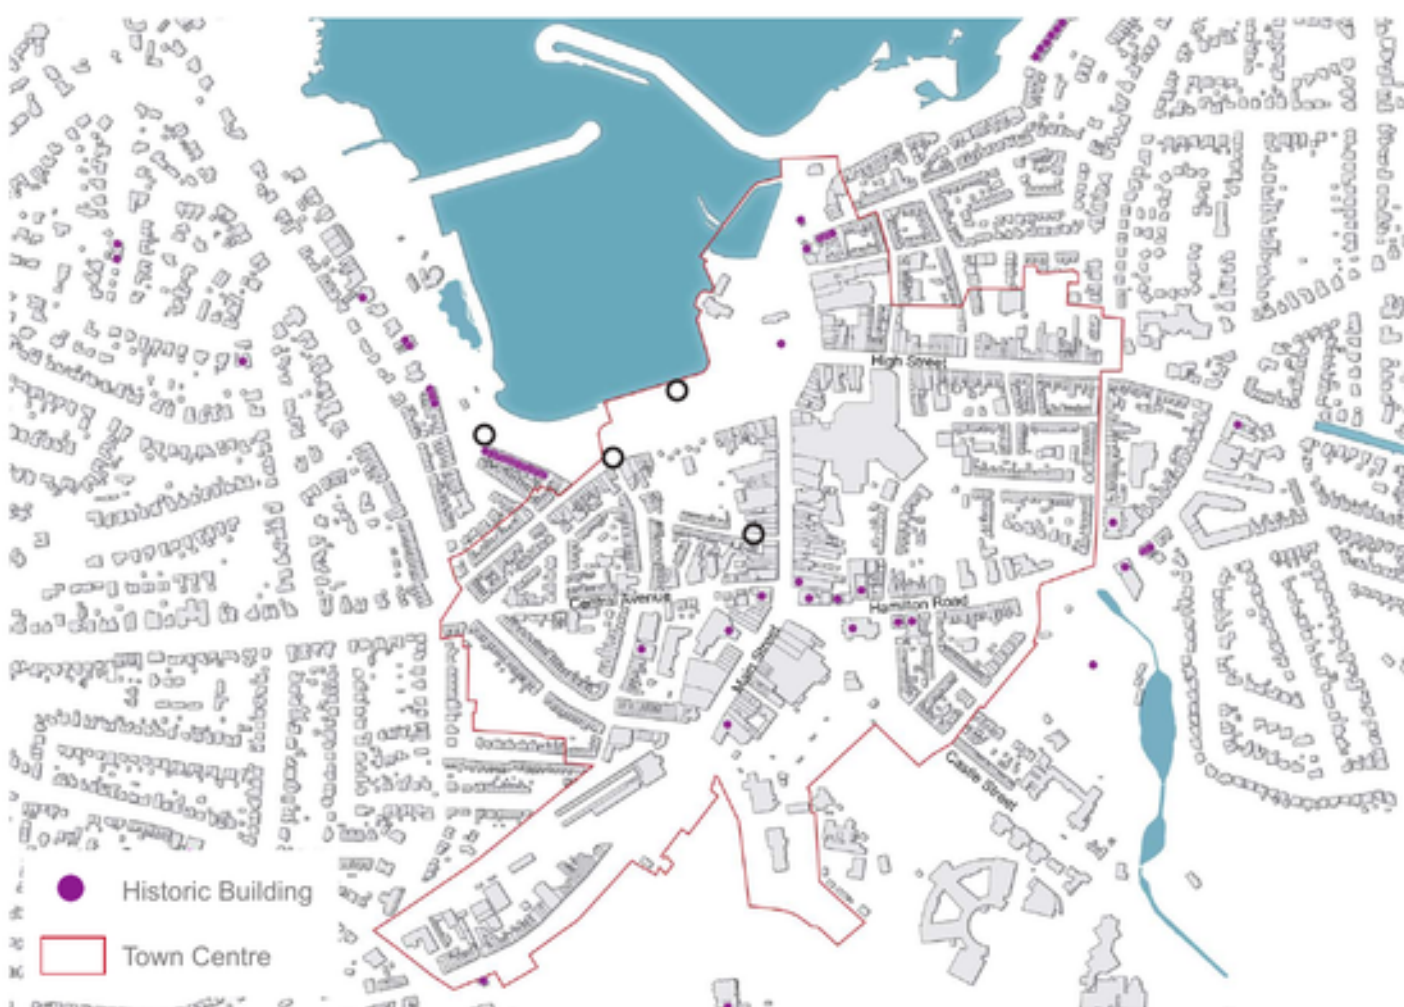 High Street
Central Avenue
Hamilton Road
Main Street
Castle Street
Historic Building
Town Centre